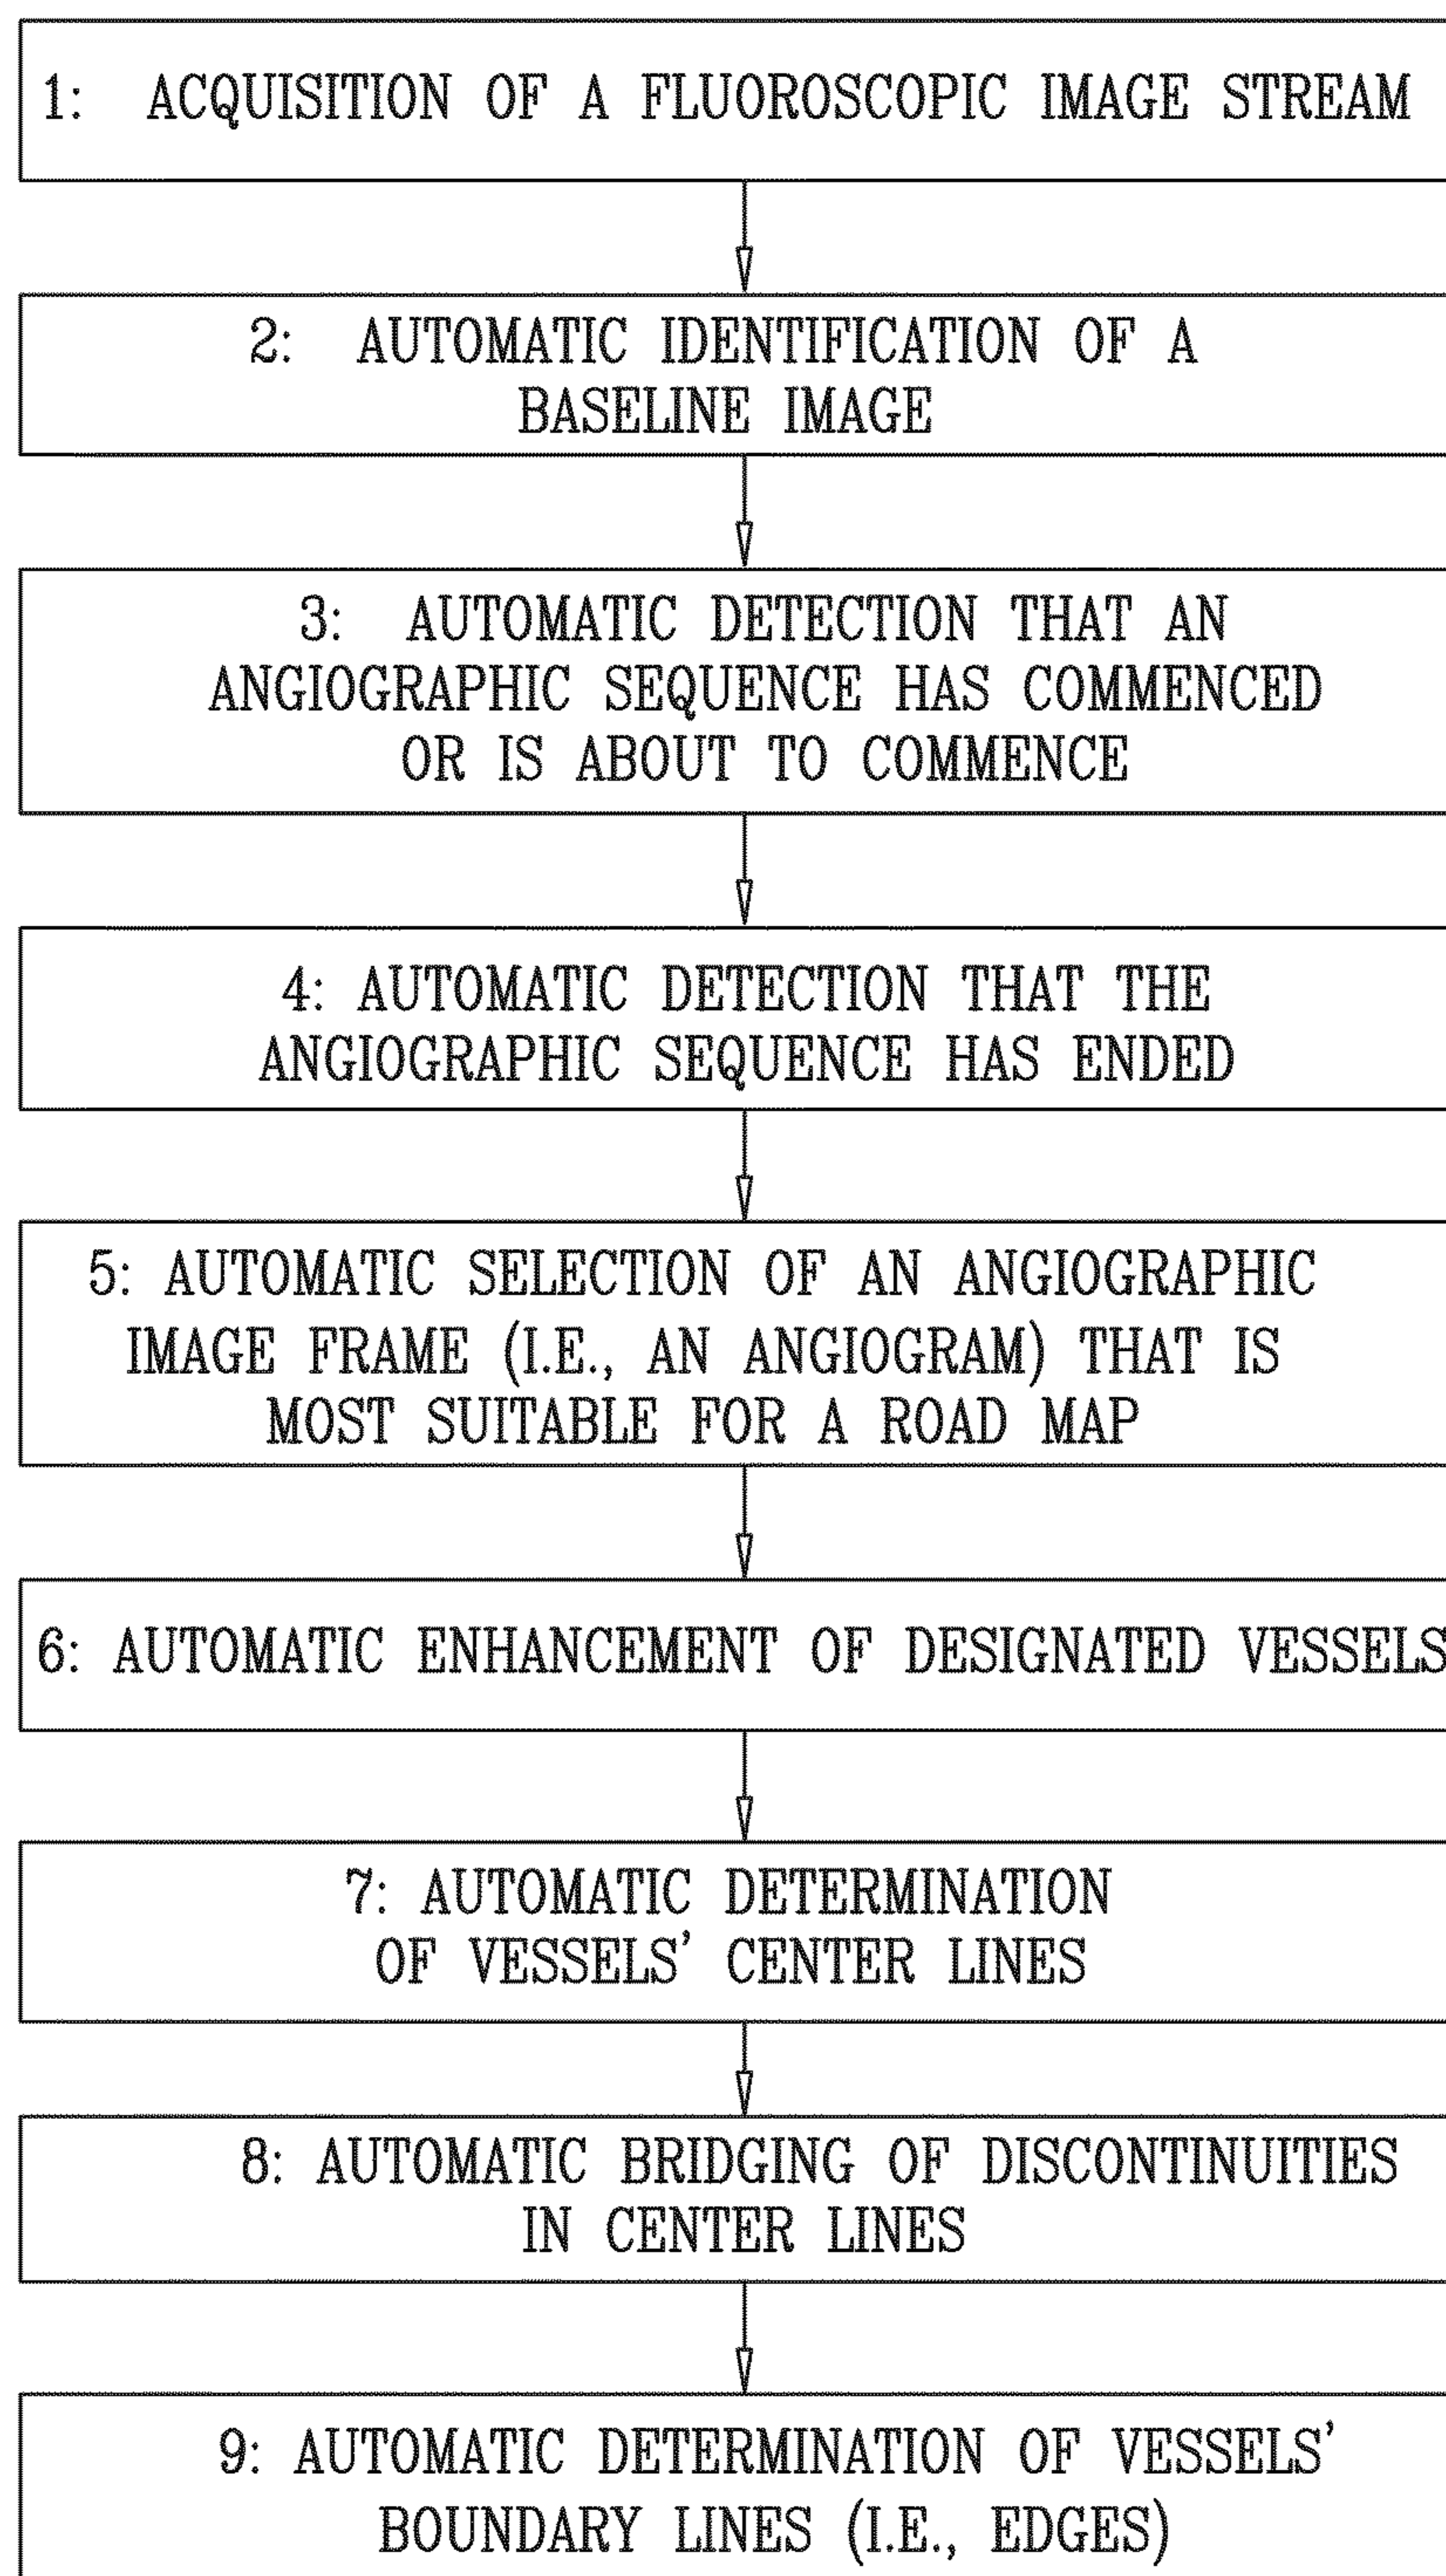 1: ACQUISITION OF A FLUOROSCOPIC IMAGE STREAM
2: AUTOMATIC IDENTIFICATION OF A
BASELINE IMAGE
3: AUTOMATIC DETECTION THAT AN
ANGIOGRAPHIC SEQUENCE HAS COMMENCED
OR IS ABOUT TO COMMENCE
4: AUTOMATIC DETECTION THAT THE
ANGIOGRAPHIC SEQUENCE HAS ENDED
5: AUTOMATIC SELECTION OF AN ANGIOGRAPHIC
IMAGE FRAME (I.E., AN ANGIOGRAM) THAT IS
MOST SUITABLE FOR A ROAD MAP
6: AUTOMATIC ENHANCEMENT OF DESIGNATED VESSELS
7: AUTOMATIC DETERMINATION
OF VESSELS' CENTER LINES
8: AUTOMATIC BRIDGING OF DISCONTINUITIES
IN CENTER LINES
9: AUTOMATIC DETERMINATION OF VESSELS'
BOUNDARY LINES (I.E., EDGES)